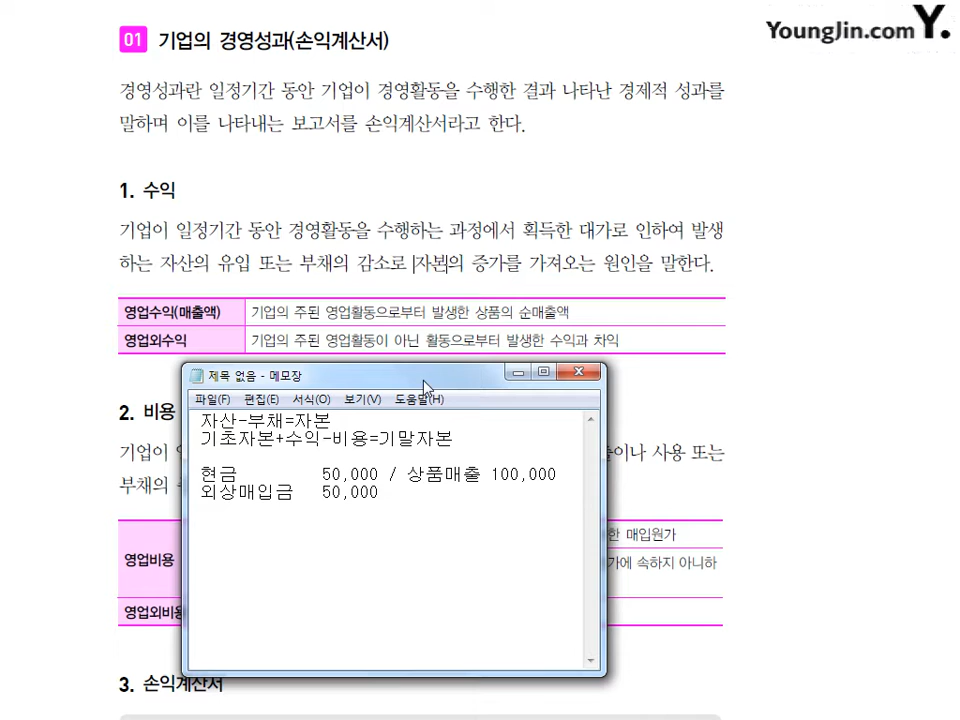 YoungJin.com Y.
01 기업의 경영성과(손익계산서)
경영성과란 일정기간 동안 기업이 경영활동을 수행한 결과 나타난 경제적 성과를
말하며 이를 나타내는 보고서를 손익계산서라고 한다.
1. 수익
기업이 일정기간 동안 경영활동을 수행하는 과정에서 획득한 대가로 인하여 발생
하는 자산의 유입 또는 부채의 감소로 자본의 증가를 가져오는 원인을 말한다.
영업수익(매출액) 기업의 주된 영업활동으로부터 발생한 상품의 순매출액
영업외수익 기업의 주된 영업활동이 아닌 활동으로부터 발생한 수익과 차익
제목 없음 - 메모장
파일(F) 편집(E) 서식(O) 보기(V) 도움말(H)
자산-부채=자본
기초자본+수익-비용=기말자본
현금 50,000 / 상품매출 100,000
외상매입금 50,000
2. 비용
기업이 이나 사용 또는
부채의
한 매입원가
영업비용 가에 속하지 아니하
영업외비용
3. 손익계산서